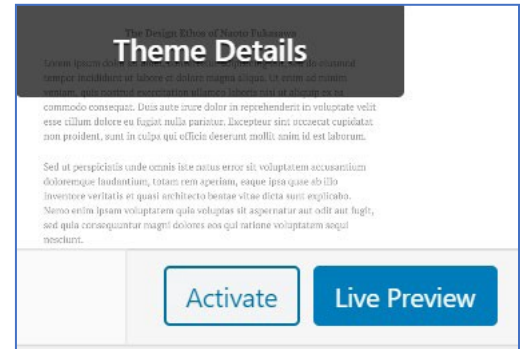 The Design Ethos of Naoto Fukasawa
Theme Details
Lorem ipsum dolor sit amet, consectetur adipiscing elit, sed do eiusmod
tempor incididunt ut labore et dolore magna aliqua. Ut enim ad minim
veniam, quis nostrud exercitation ullamco laboris nisi ut aliquip ex ea
commodo consequat. Duis aute irure dolor in reprehenderit in voluptate velit
esse cillum dolore eu fugiat nulla pariatur. Excepteur sint occaecat cupidatat
non proident, sunt in culpa qui officia deserunt mollit anim id est laborum.
Sed ut perspiciatis unde omnis iste natus error sit voluptatem accusantium
doloremque laudantium, totam rem aperiam, eaque ipsa quae ab illo
inventore veritatis et quasi architecto beatae vitae dicta sunt explicabo.
Nemo enim ipsam voluptatem quia voluptas sit aspernatur aut odit aut fugit,
sed quia consequuntur magni dolores eos qui ratione voluptatem sequi
nesciunt.
Activate
Live Preview